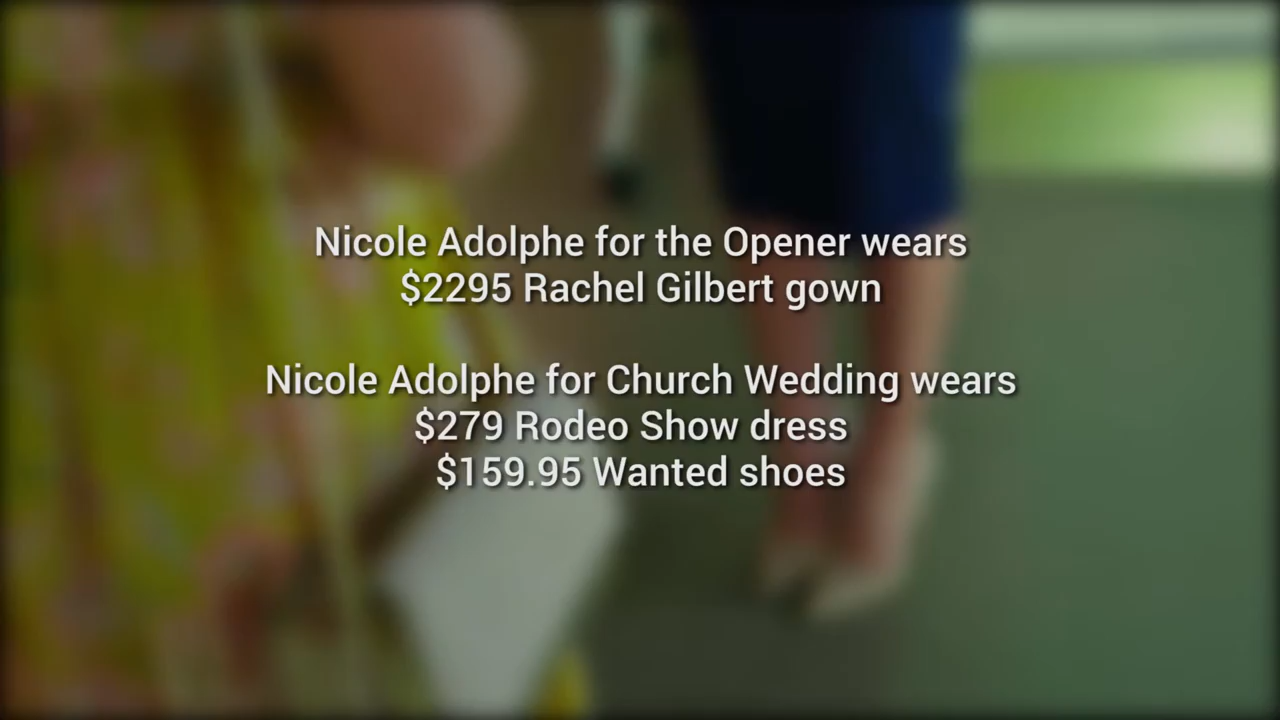 Nicole Adolphe for the Opener wears
$2295 Rachel Gilbert gown
Nicole Adolphe for Church Wedding wears
$279 Rodeo Show dress
$159.95 Wanted shoes